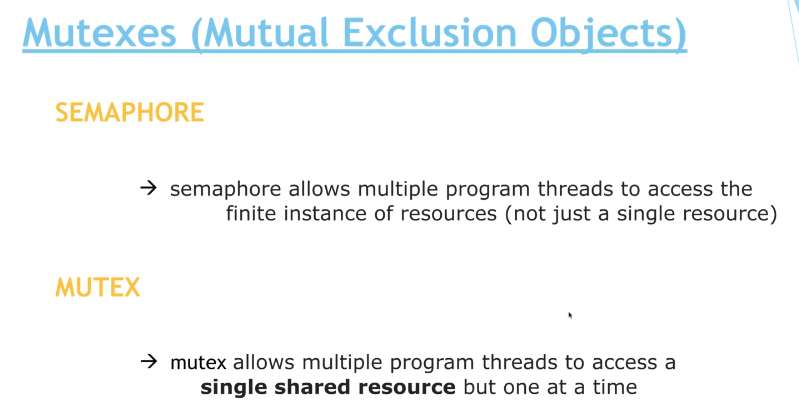 Mutexes (Mutual Exclusion Objects)
SEMAPHORE
→ semaphore allows multiple program threads to access the
finite instance of resources (not just a single resource)
MUTEX
→ mutex allows multiple program threads to access a
single shared resource but one at a time